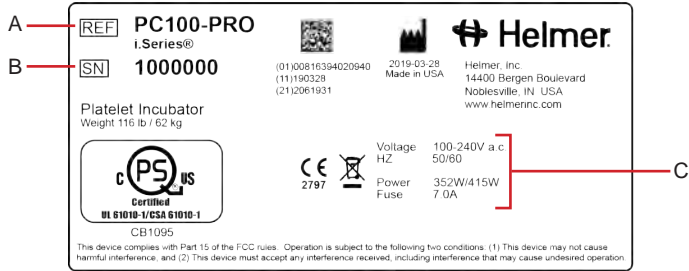 A
REF PC100-PRO
i.Series®
B
SN 1000000
(01)00816394020940
(11)190328
(21)2061931
2019-03-28
Made in USA
Helmer
Helmer, Inc.
14400 Bergen Boulevard
Noblesville, IN USA
www.helmerinc.com
Platelet Incubator
Weight 116 lb / 62 kg
C PS US
Certified
UL 61010-1/CSA 61010-1
CB1095
CE
2797
Voltage 100-240V a.c
HZ 50/60
Power 352W/415W
Fuse 7.0A
C
This device complies with Part 15 of the FCC rules. Operation is subject to the following two conditions: (1) This device may not cause
harmful interference, and (2) This device must accept any interference received, including interference that may cause undesired operation.